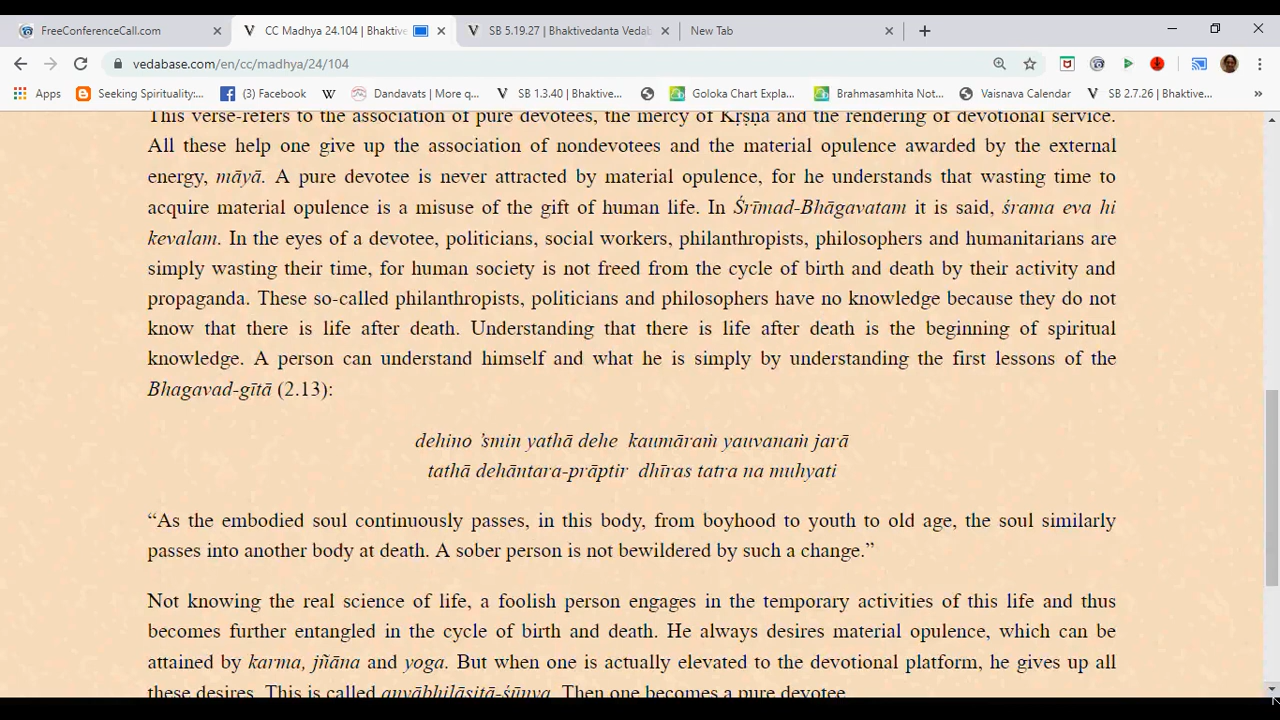 FreeConferenceCall.com
CC Madhya 24.104 | Bhaktive
SB 5.19.27 | Bhaktivedanta Vedab
New Tab
vedabase.com/en/cc/madhya/24/104
Apps
Seeking Spirituality:...
(3) Facebook
W
Dandavats | More q...
SB 1.3.40 | Bhaktive...
Goloka Chart Expla...
Brahmasamhita Not...
Vaisnava Calendar
SB 2.7.26 | Bhaktive...
»
This verse-refers to the association of pure devotees, the mercy of Kṛṣṇa and the rendering of devotional service.
All these help one give up the association of nondevotees and the material opulence awarded by the external
energy, māyā. A pure devotee is never attracted by material opulence, for he understands that wasting time to
acquire material opulence is a misuse of the gift of human life. In Śrīmad-Bhāgavatam it is said, śrama eva hi
kevalam. In the eyes of a devotee, politicians, social workers, philanthropists, philosophers and humanitarians are
simply wasting their time, for human society is not freed from the cycle of birth and death by their activity and
propaganda. These so-called philanthropists, politicians and philosophers have no knowledge because they do not
know that there is life after death. Understanding that there is life after death is the beginning of spiritual
knowledge. A person can understand himself and what he is simply by understanding the first lessons of the
Bhagavad-gītā (2.13):
dehino ’smin yathā dehe kaumāraṁ yauvanaṁ jarā
tathā dehāntara-prāptir dhīras tatra na muhyati
“As the embodied soul continuously passes, in this body, from boyhood to youth to old age, the soul similarly
passes into another body at death. A sober person is not bewildered by such a change.”
Not knowing the real science of life, a foolish person engages in the temporary activities of this life and thus
becomes further entangled in the cycle of birth and death. He always desires material opulence, which can be
attained by karma, jñāna and yoga. But when one is actually elevated to the devotional platform, he gives up all
these desires. This is called anyābhilāṣitā-śūnya. Then one becomes a pure devotee.